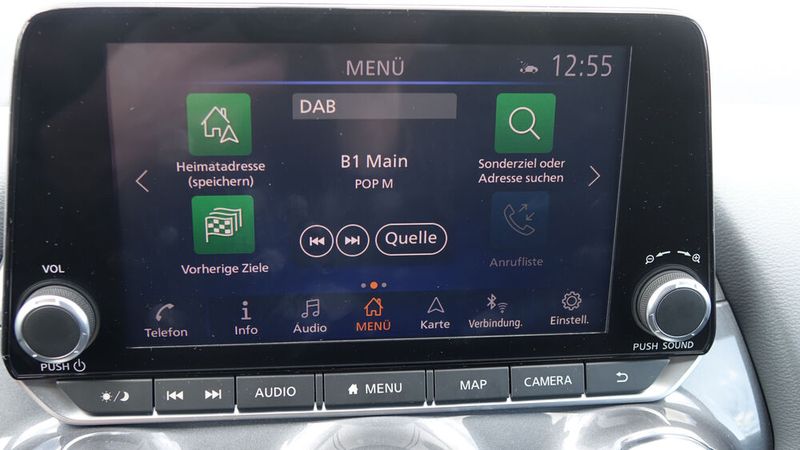 MENÜ
12:55
DAB
Heimatadresse
(speichern)
B1 Main
POP M
Sonderziel oder
Adresse suchen
Vorherige Ziele
Quelle
Anrufliste
Telefon
Info
Audio
MENÜ
Karte
Verbindung.
Einstell.
VOL
PUSH
PUSH SOUND
AUDIO
MENU
MAP
CAMERA